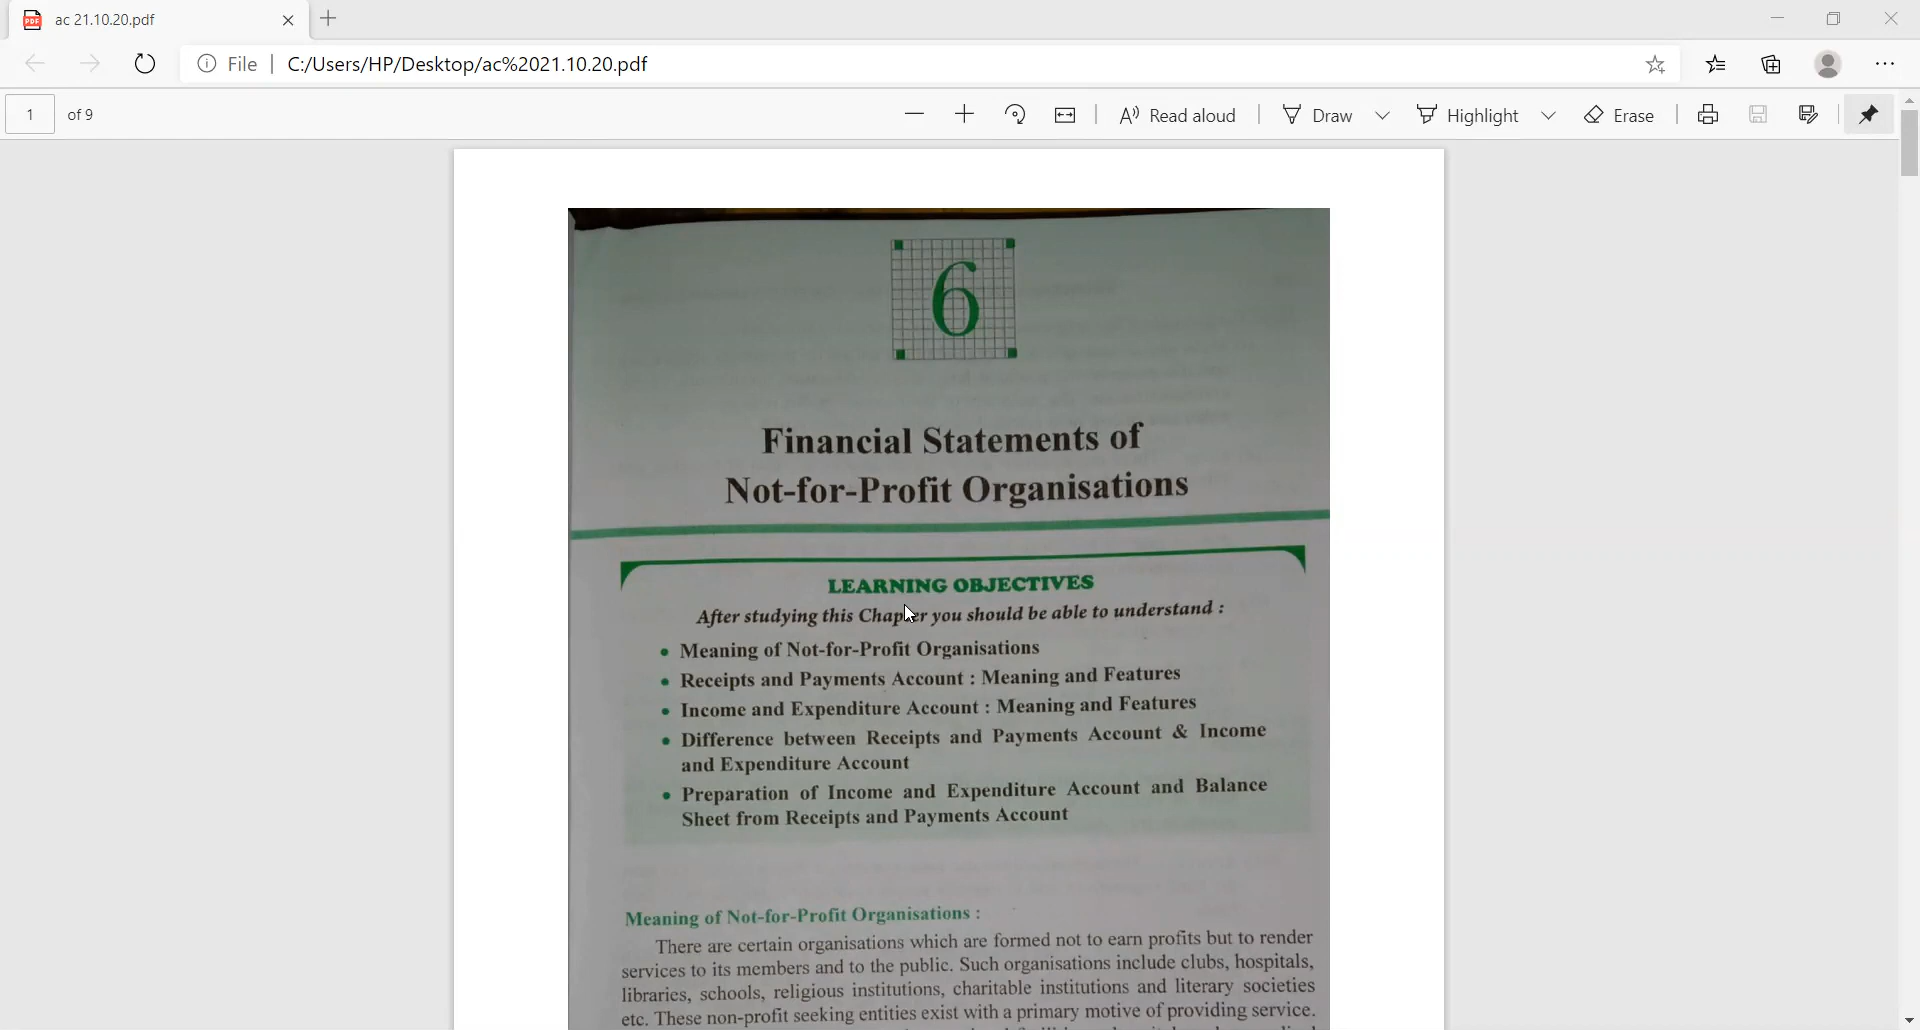 ac 21.10.20.pdf
File C:/Users/HP/Desktop/ac%2021.10.20.pdf
1 of 9 Read aloud Draw Highlight Erase
6
Financial Statements of
Not-for-Profit Organisations
LEARNING OBJECTIVES
After studying this Chapter you should be able to understand :
• Meaning of Not-for-Profit Organisations
• Receipts and Payments Account : Meaning and Features
• Income and Expenditure Account : Meaning and Features
• Difference between Receipts and Payments Account & Income
and Expenditure Account
• Preparation of Income and Expenditure Account and Balance
Sheet from Receipts and Payments Account
Meaning of Not-for-Profit Organisations :
There are certain organisations which are formed not to earn profits but to render
services to its members and to the public. Such organisations include clubs, hospitals,
libraries, schools, religious institutions, charitable institutions and literary societies
etc. These non-profit seeking entities exist with a primary motive of providing service.